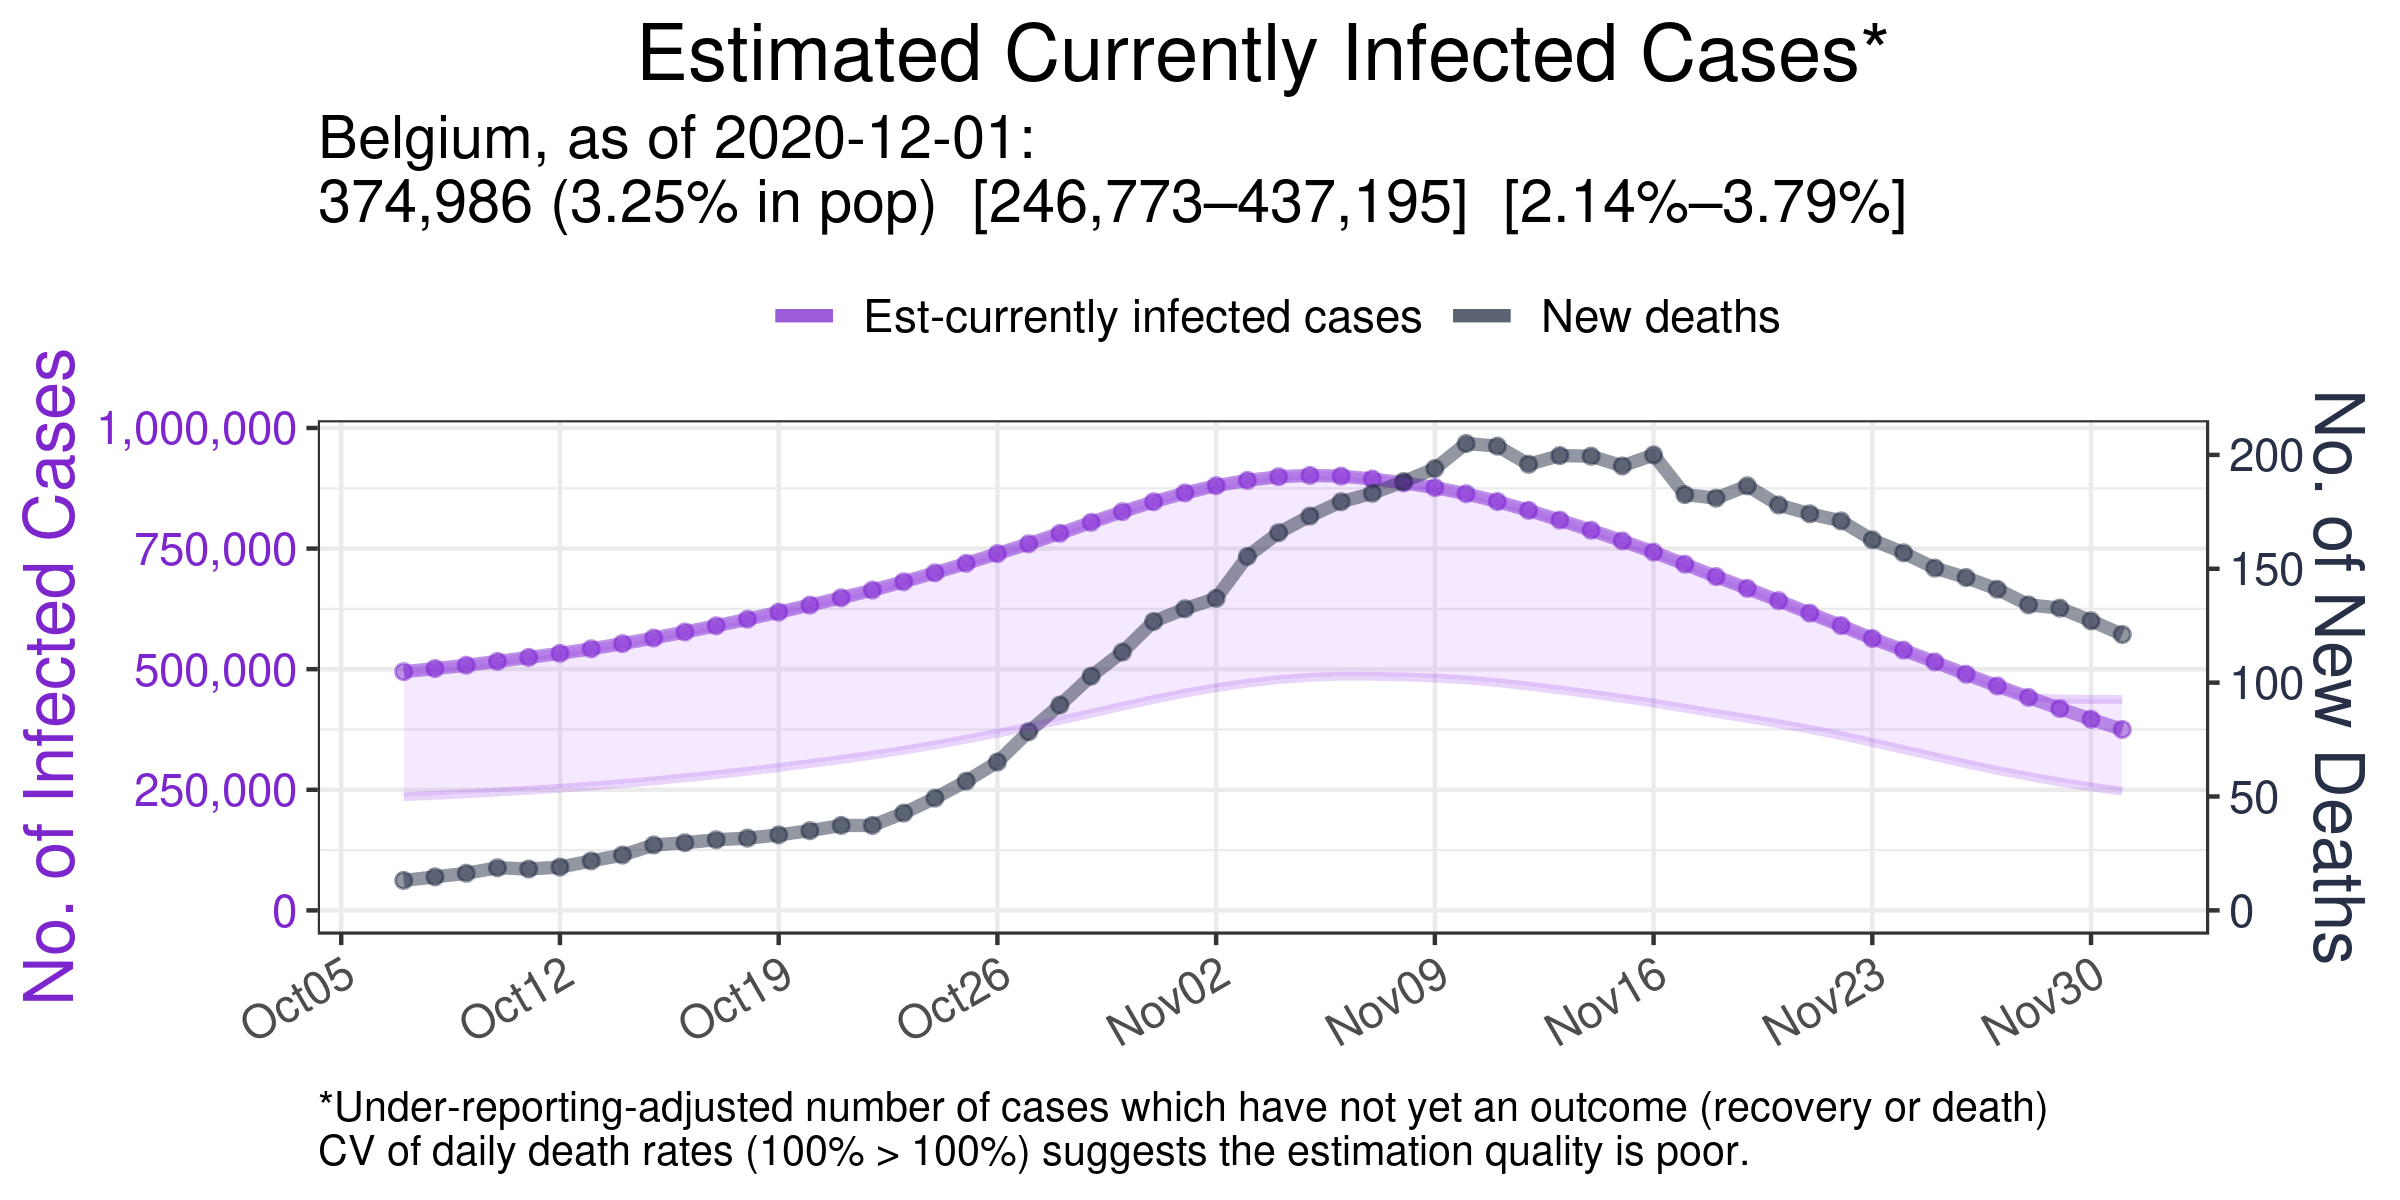 Estimated Currently Infected Cases*
Belgium, as of 2020-12-01:
374,986 (3.25% in pop) [246,773–437,195] [2.14%–3.79%]
Est-currently infected cases New deaths
No. of Infected Cases
1,000,000
750,000
500,000
250,000
0
No. of New Deaths
200
150
100
50
0
Oct05 Oct12 Oct19 Oct26 Nov02 Nov09 Nov16 Nov23 Nov30
*Under-reporting-adjusted number of cases which have not yet an outcome (recovery or death)
CV of daily death rates (100% > 100%) suggests the estimation quality is poor.